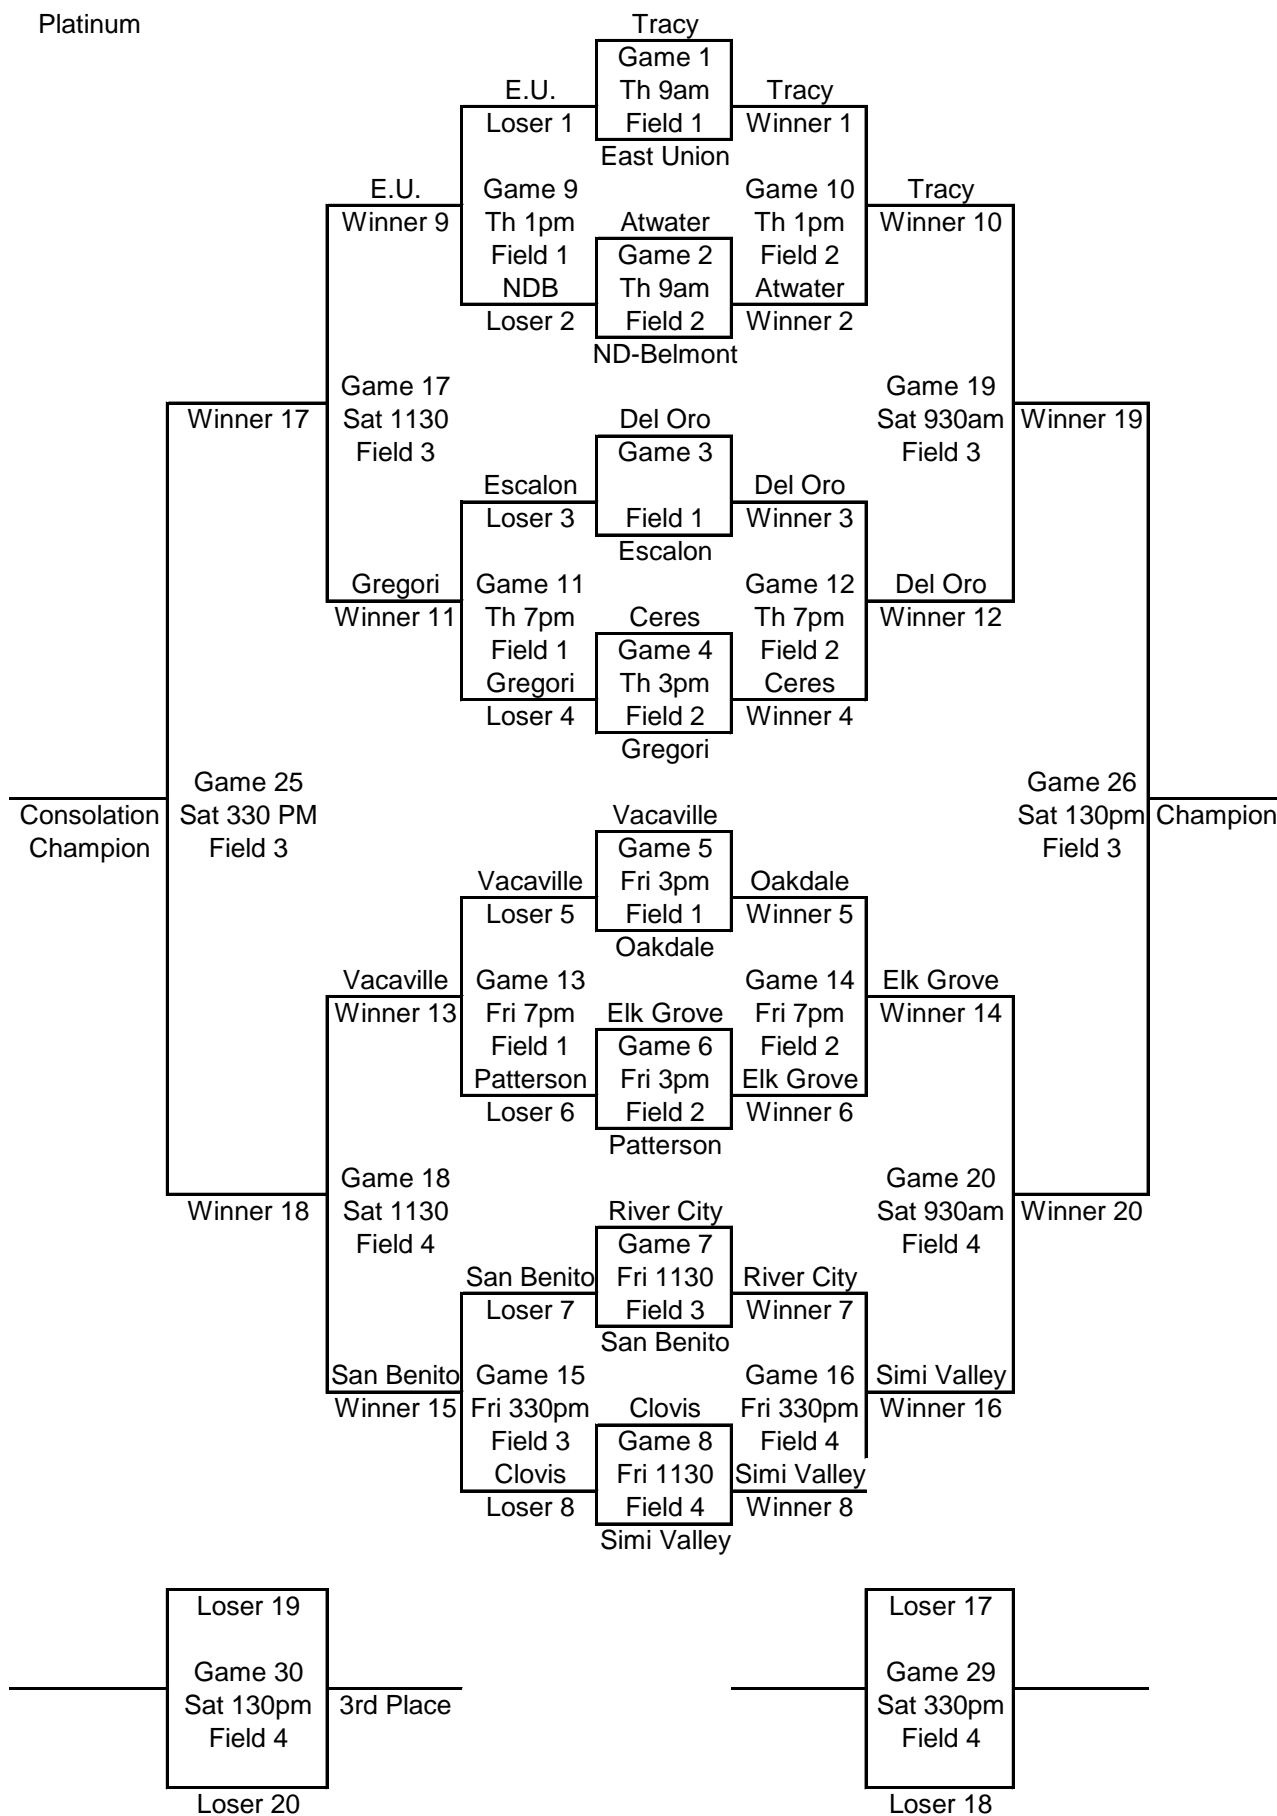 Platinum
Tracy
Game 1
Th 9am
Field 1
East Union
E.U.
Loser 1
Tracy
Winner 1
E.U.
Winner 9
Game 9
Th 1pm
Field 1
Game 10
Th 1pm
Field 2
Tracy
Winner 10
Atwater
Game 2
Th 9am
Field 2
ND-Belmont
NDB
Loser 2
Atwater
Winner 2
Winner 17
Game 17
Sat 1130
Field 3
Game 19
Sat 930am
Field 3
Winner 19
Del Oro
Game 3
Field 1
Escalon
Escalon
Loser 3
Del Oro
Winner 3
Gregori
Winner 11
Game 11
Th 7pm
Field 1
Game 12
Th 7pm
Field 2
Del Oro
Winner 12
Ceres
Game 4
Th 3pm
Field 2
Gregori
Gregori
Loser 4
Ceres
Winner 4
Consolation
Champion
Game 25
Sat 330 PM
Field 3
Game 26
Sat 130pm
Field 3
Champion
Vacaville
Game 5
Fri 3pm
Field 1
Oakdale
Vacaville
Loser 5
Oakdale
Winner 5
Vacaville
Winner 13
Game 13
Fri 7pm
Field 1
Game 14
Fri 7pm
Field 2
Elk Grove
Winner 14
Elk Grove
Game 6
Fri 3pm
Field 2
Patterson
Patterson
Loser 6
Elk Grove
Winner 6
Winner 18
Game 18
Sat 1130
Field 4
Game 20
Sat 930am
Field 4
Winner 20
River City
Game 7
Fri 1130
Field 3
San Benito
San Benito
Loser 7
River City
Winner 7
San Benito
Winner 15
Game 15
Fri 330pm
Field 3
Game 16
Fri 330pm
Field 4
Simi Valley
Winner 16
Clovis
Game 8
Fri 1130
Field 4
Simi Valley
Clovis
Loser 8
Simi Valley
Winner 8
Loser 19
Game 30
Sat 130pm
Field 4
Loser 20
3rd Place
Loser 17
Game 29
Sat 330pm
Field 4
Loser 18